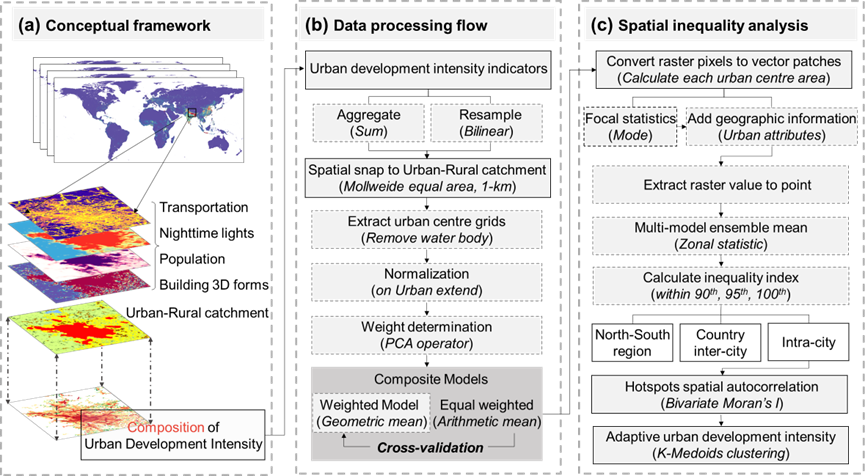 (a) Conceptual framework
Transportation
Nighttime lights
Population
Building 3D forms
Urban-Rural catchment
Composition of
Urban Development Intensity
(b) Data processing flow
Urban development intensity indicators
Aggregate
(Sum)
Resample
(Bilinear)
Spatial snap to Urban-Rural catchment
(Mollweide equal area, 1-km)
Extract urban centre grids
(Remove water body)
Normalization
(on Urban extend)
Weight determination
(PCA operator)
Composite Models
Weighted Model
(Geometric mean)
Equal weighted
(Arithmetic mean)
Cross-validation
(c) Spatial inequality analysis
Convert raster pixels to vector patches
(Calculate each urban centre area)
Focal statistics
(Mode)
Add geographic information
(Urban attributes)
Extract raster value to point
Multi-model ensemble mean
(Zonal statistic)
Calculate inequality index
(within 90th, 95th, 100th)
North-South
region
Country
inter-city
Intra-city
Hotspots spatial autocorrelation
(Bivariate Moran's I)
Adaptive urban development intensity
(K-Medoids clustering)